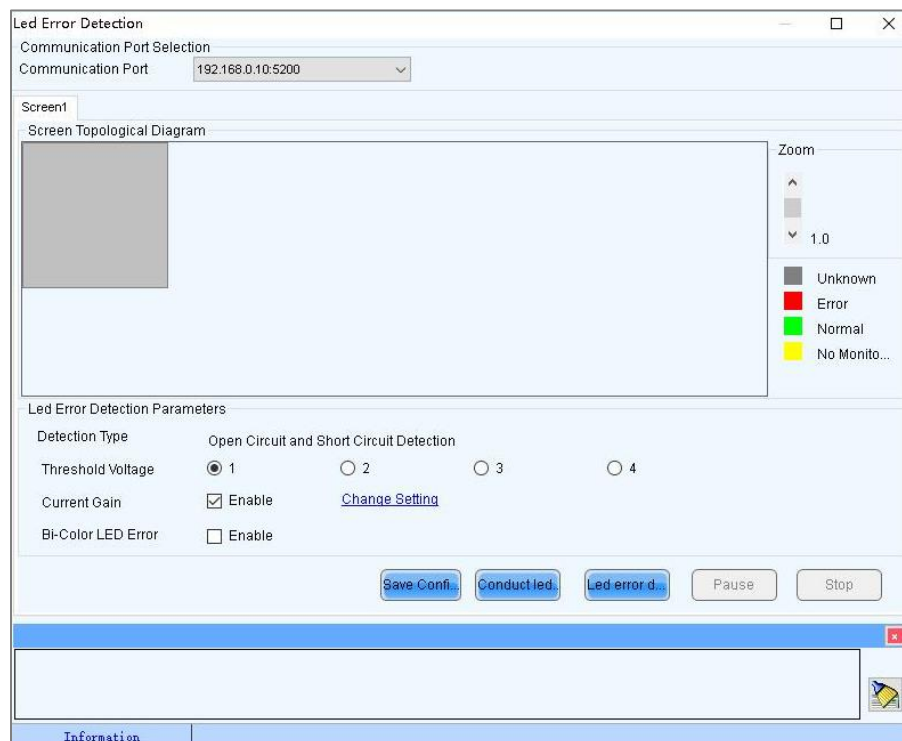 Led Error Detection
Communication Port Selection
Communication Port 192.168.0.10:5200
Screen1
Screen Topological Diagram
Zoom
1.0
Unknown
Error
Normal
No Monito...
Led Error Detection Parameters
Detection Type Open Circuit and Short Circuit Detection
Threshold Voltage 1 2 3 4
Current Gain Enable Change Setting
Bi-Color LED Error Enable
Save Confi... Conduct led.. Led error d... Pause Stop
Information